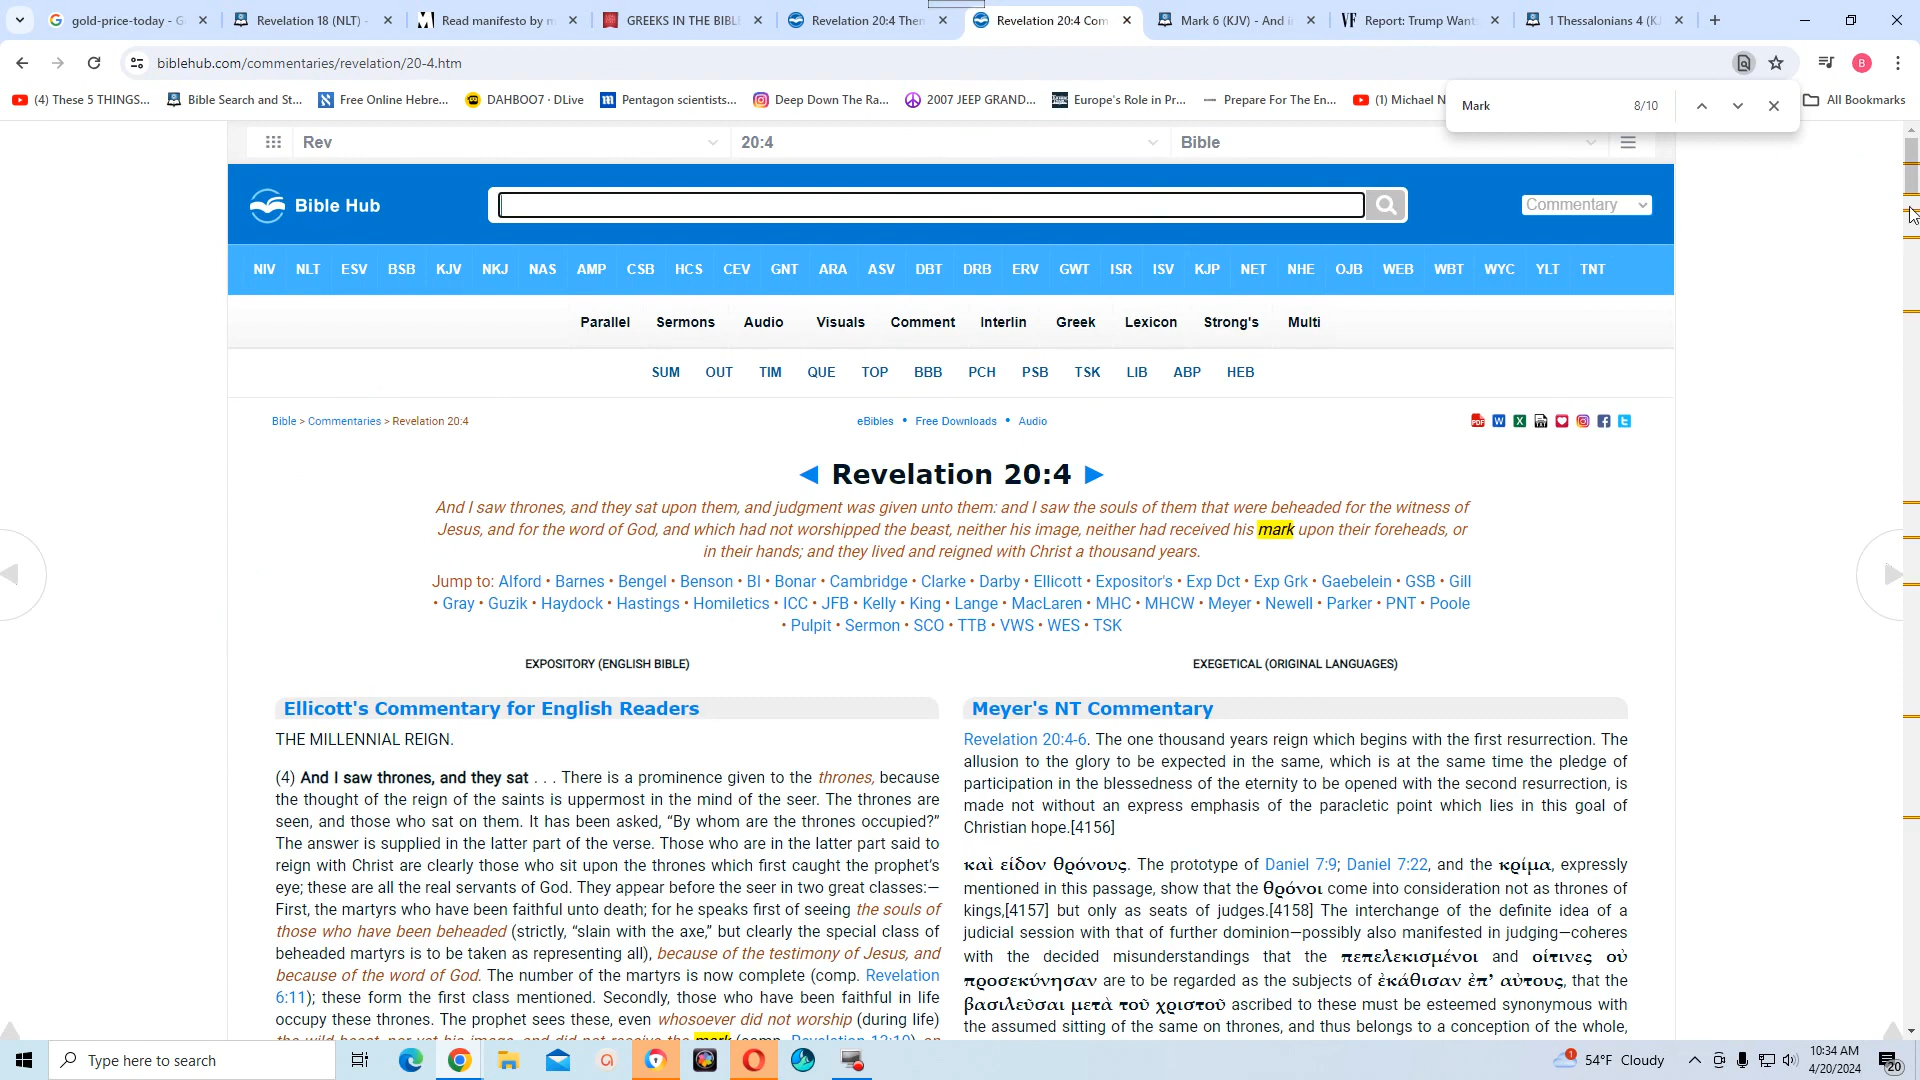 gold-price-today - G
Revelation 18 (NLT) -
Read manifesto by m
GREEKS IN THE BIBL
Revelation 20:4 Then
Revelation 20:4 Com
Mark 6 (KJV) - And i
Report: Trump Want
1 Thessalonians 4 (KJ
biblehub.com/commentaries/revelation/20-4.htm
B
(4) These 5 THINGS...
Bible Search and St...
Free Online Hebre...
DAHBOO7 · DLive
Pentagon scientists...
Deep Down The Ra...
2007 JEEP GRAND...
Europe's Role in Pr...
Prepare For The En...
(1) Michael N
All Bookmarks
Mark 8/10
Rev 20:4 Bible
Bible Hub
Commentary
NIV NLT ESV BSB KJV NKJ NAS AMP CSB HCS CEV GNT ARA ASV DBT DRB ERV GWT ISR ISV KJP NET NHE OJB WEB WBT WYC YLT TNT
Parallel Sermons Audio Visuals Comment Interlin Greek Lexicon Strong's Multi
SUM OUT TIM QUE TOP BBB PCH PSB TSK LIB ABP HEB
Bible > Commentaries > Revelation 20:4
eBibles • Free Downloads • Audio
◄ Revelation 20:4 ►
And I saw thrones, and they sat upon them, and judgment was given unto them: and I saw the souls of them that were beheaded for the witness of
Jesus, and for the word of God, and which had not worshipped the beast, neither his image, neither had received his mark upon their foreheads, or
in their hands; and they lived and reigned with Christ a thousand years.
Jump to: Alford • Barnes • Bengel • Benson • BI • Bonar • Cambridge • Clarke • Darby • Ellicott • Expositor's • Exp Dct • Exp Grk • Gaebelein • GSB • Gill
• Gray • Guzik • Haydock • Hastings • Homiletics • ICC • JFB • Kelly • King • Lange • MacLaren • MHC • MHCW • Meyer • Newell • Parker • PNT • Poole
• Pulpit • Sermon • SCO • TTB • VWS • WES • TSK
EXPOSITORY (ENGLISH BIBLE)
Ellicott's Commentary for English Readers
THE MILLENNIAL REIGN.
(4) And I saw thrones, and they sat . . . There is a prominence given to the thrones, because
the thought of the reign of the saints is uppermost in the mind of the seer. The thrones are
seen, and those who sat on them. It has been asked, “By whom are the thrones occupied?”
The answer is supplied in the latter part of the verse. Those who are in the latter part said to
reign with Christ are clearly those who sit upon the thrones which first caught the prophet's
eye; these are all the real servants of God. They appear before the seer in two great classes:—
First, the martyrs who have been faithful unto death; for he speaks first of seeing the souls of
those who have been beheaded (strictly, “slain with the axe,” but clearly the special class of
beheaded martyrs is to be taken as representing all), because of the testimony of Jesus, and
because of the word of God. The number of the martyrs is now complete (comp. Revelation
6:11); these form the first class mentioned. Secondly, those who have been faithful in life
occupy these thrones. The prophet sees these, even whosoever did not worship (during life)
the wild beast, nor yet his image, and did not receive the mark (comp. Revelation 13:10) on
EXEGETICAL (ORIGINAL LANGUAGES)
Meyer's NT Commentary
Revelation 20:4-6. The one thousand years reign which begins with the first resurrection. The
allusion to the glory to be expected in the same, which is at the same time the pledge of
participation in the blessedness of the eternity to be opened with the second resurrection, is
made not without an express emphasis of the paracletic point which lies in this goal of
Christian hope.[4156]
καὶ εἶδον θρόνους. The prototype of Daniel 7:9; Daniel 7:22, and the κρίμα, expressly
mentioned in this passage, show that the θρόνοι come into consideration not as thrones of
kings,[4157] but only as seats of judges.[4158] The interchange of the definite idea of a
judicial session with that of further dominion—possibly also manifested in judging—coheres
with the decided misunderstandings that the πεπελεκισμένοι and οἵτινες οὐ
προσεκύνησαν are to be regarded as the subjects of ἐκάθισαν ἐπ’ αὐτους, that the
βασιλεῦσαι μετὰ τοῦ χριστοῦ ascribed to these must be esteemed synonymous with
the assumed sitting of the same on thrones, and thus belongs to a conception of the whole,
Type here to search
54°F Cloudy
10:34 AM
4/20/2024
20